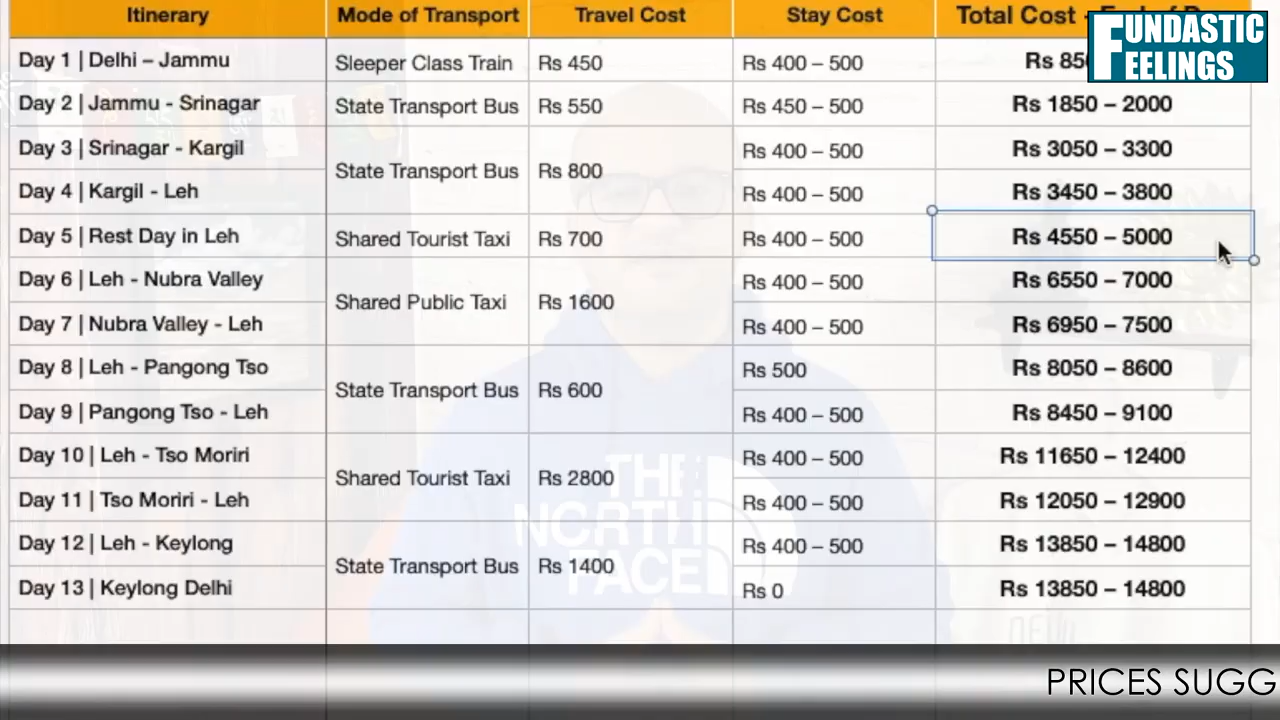 Itinerary Mode of Transport Travel Cost Stay Cost Total Cost -
FUNDASTIC
FEELINGS
Day 1 | Delhi – Jammu Sleeper Class Train Rs 450 Rs 400 – 500 Rs
Day 2 | Jammu - Srinagar State Transport Bus Rs 550 Rs 450 – 500 Rs 1850 – 2000
Day 3 | Srinagar - Kargil State Transport Bus Rs 800 Rs 400 – 500 Rs 3050 – 3300
Day 4 | Kargil - Leh Rs 400 – 500 Rs 3450 – 3800
Day 5 | Rest Day in Leh Shared Tourist Taxi Rs 700 Rs 400 – 500 Rs 4550 – 5000
Day 6 | Leh - Nubra Valley Shared Public Taxi Rs 1600 Rs 400 – 500 Rs 6550 – 7000
Day 7 | Nubra Valley - Leh Rs 400 – 500 Rs 6950 – 7500
Day 8 | Leh - Pangong Tso State Transport Bus Rs 600 Rs 500 Rs 8050 – 8600
Day 9 | Pangong Tso - Leh Rs 400 – 500 Rs 8450 – 9100
Day 10 | Leh - Tso Moriri Shared Tourist Taxi Rs 2800 Rs 400 – 500 Rs 11650 – 12400
Day 11 | Tso Moriri - Leh Rs 400 – 500 Rs 12050 – 12900
Day 12 | Leh - Keylong State Transport Bus Rs 1400 Rs 400 – 500 Rs 13850 – 14800
Day 13 | Keylong Delhi Rs 0 Rs 13850 – 14800
THE
NORTH
FACE
PRICES SUGG